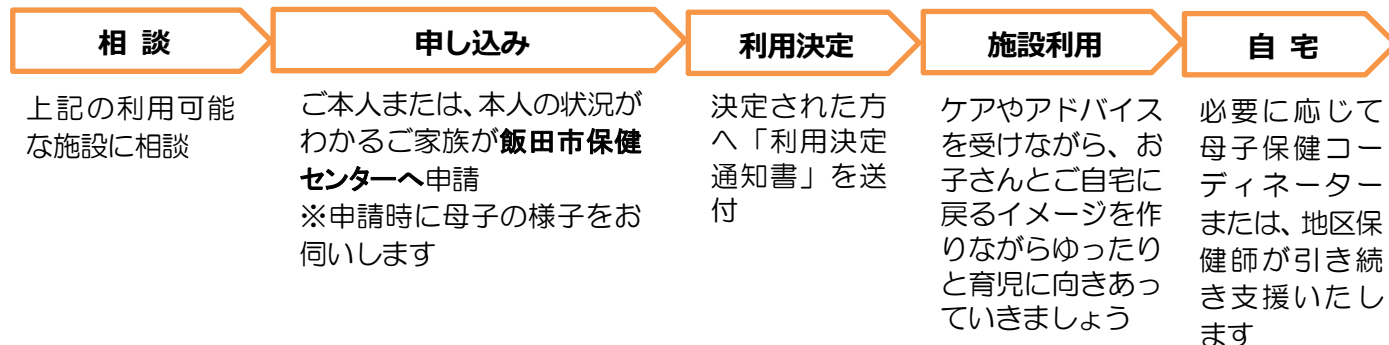 相 談
上記の利用可能
な施設に相談
申し込み
ご本人または、本人の状況が
わかるご家族が飯田市保健
センターへ申請
※申請時に母子の様子をお
伺いします
利用決定
決定された方
へ「利用決定
通知書」を送
付
施設利用
ケアやアドバイス
を受けながら、お
子さんとご自宅に
戻るイメージを作
りながらゆったり
と育児に向きあっ
ていきましょう
自 宅
必要に応じて
母子保健コー
ディネーター
または、地区保
健師が引き続
き支援いたし
ます